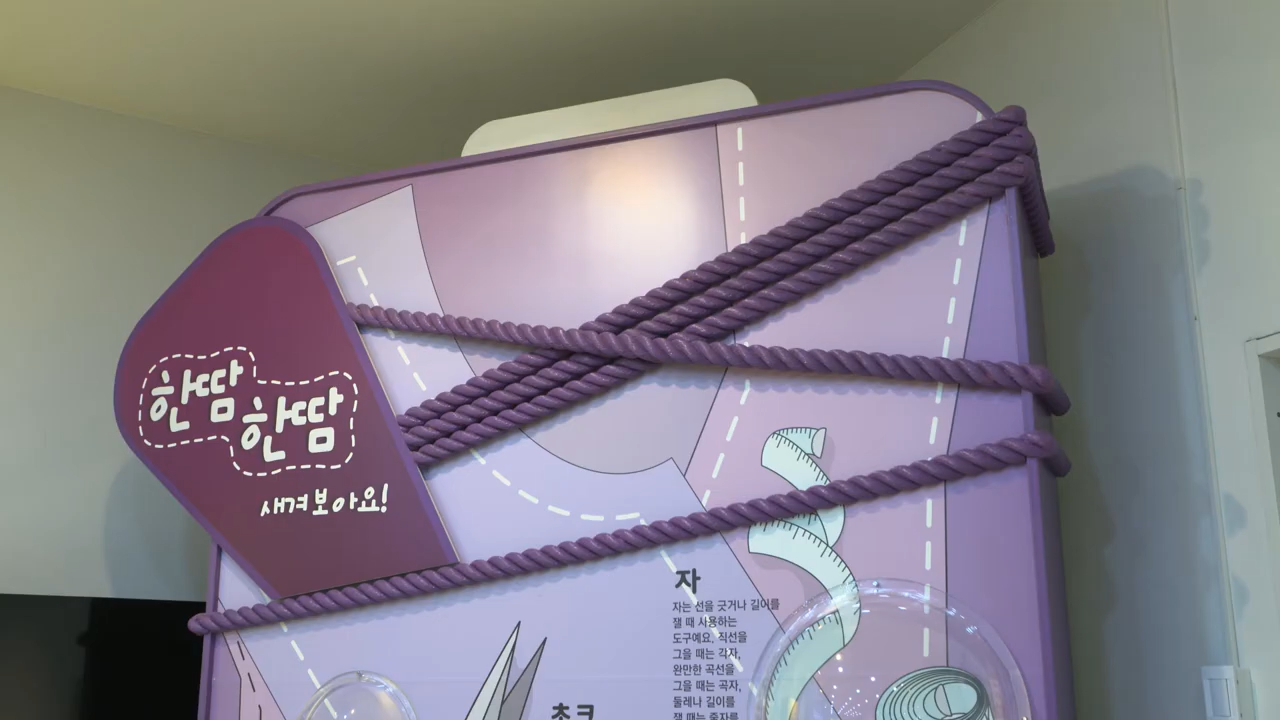 한땀
한땀
새겨보아요!
자
자는 선을 긋거나 길이를
잴 때 사용하는
도구예요. 직선을
그을 때는 각자,
완만한 곡선을
그을 때는 곡자,
둘레나 길이를
잴 때는 줄자를
초크